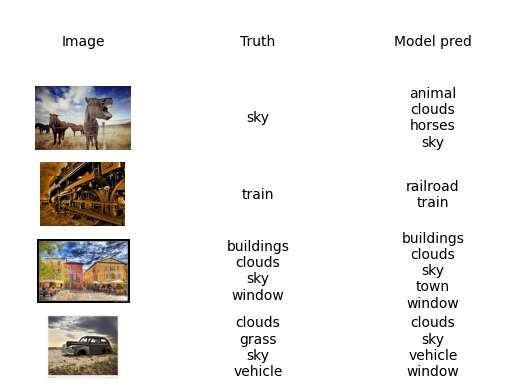 Image Truth Model pred
sky
animal
clouds
horses
sky
train
railroad
train
buildings
clouds
sky
window
buildings
clouds
sky
town
window
clouds
grass
sky
vehicle
clouds
sky
vehicle
window